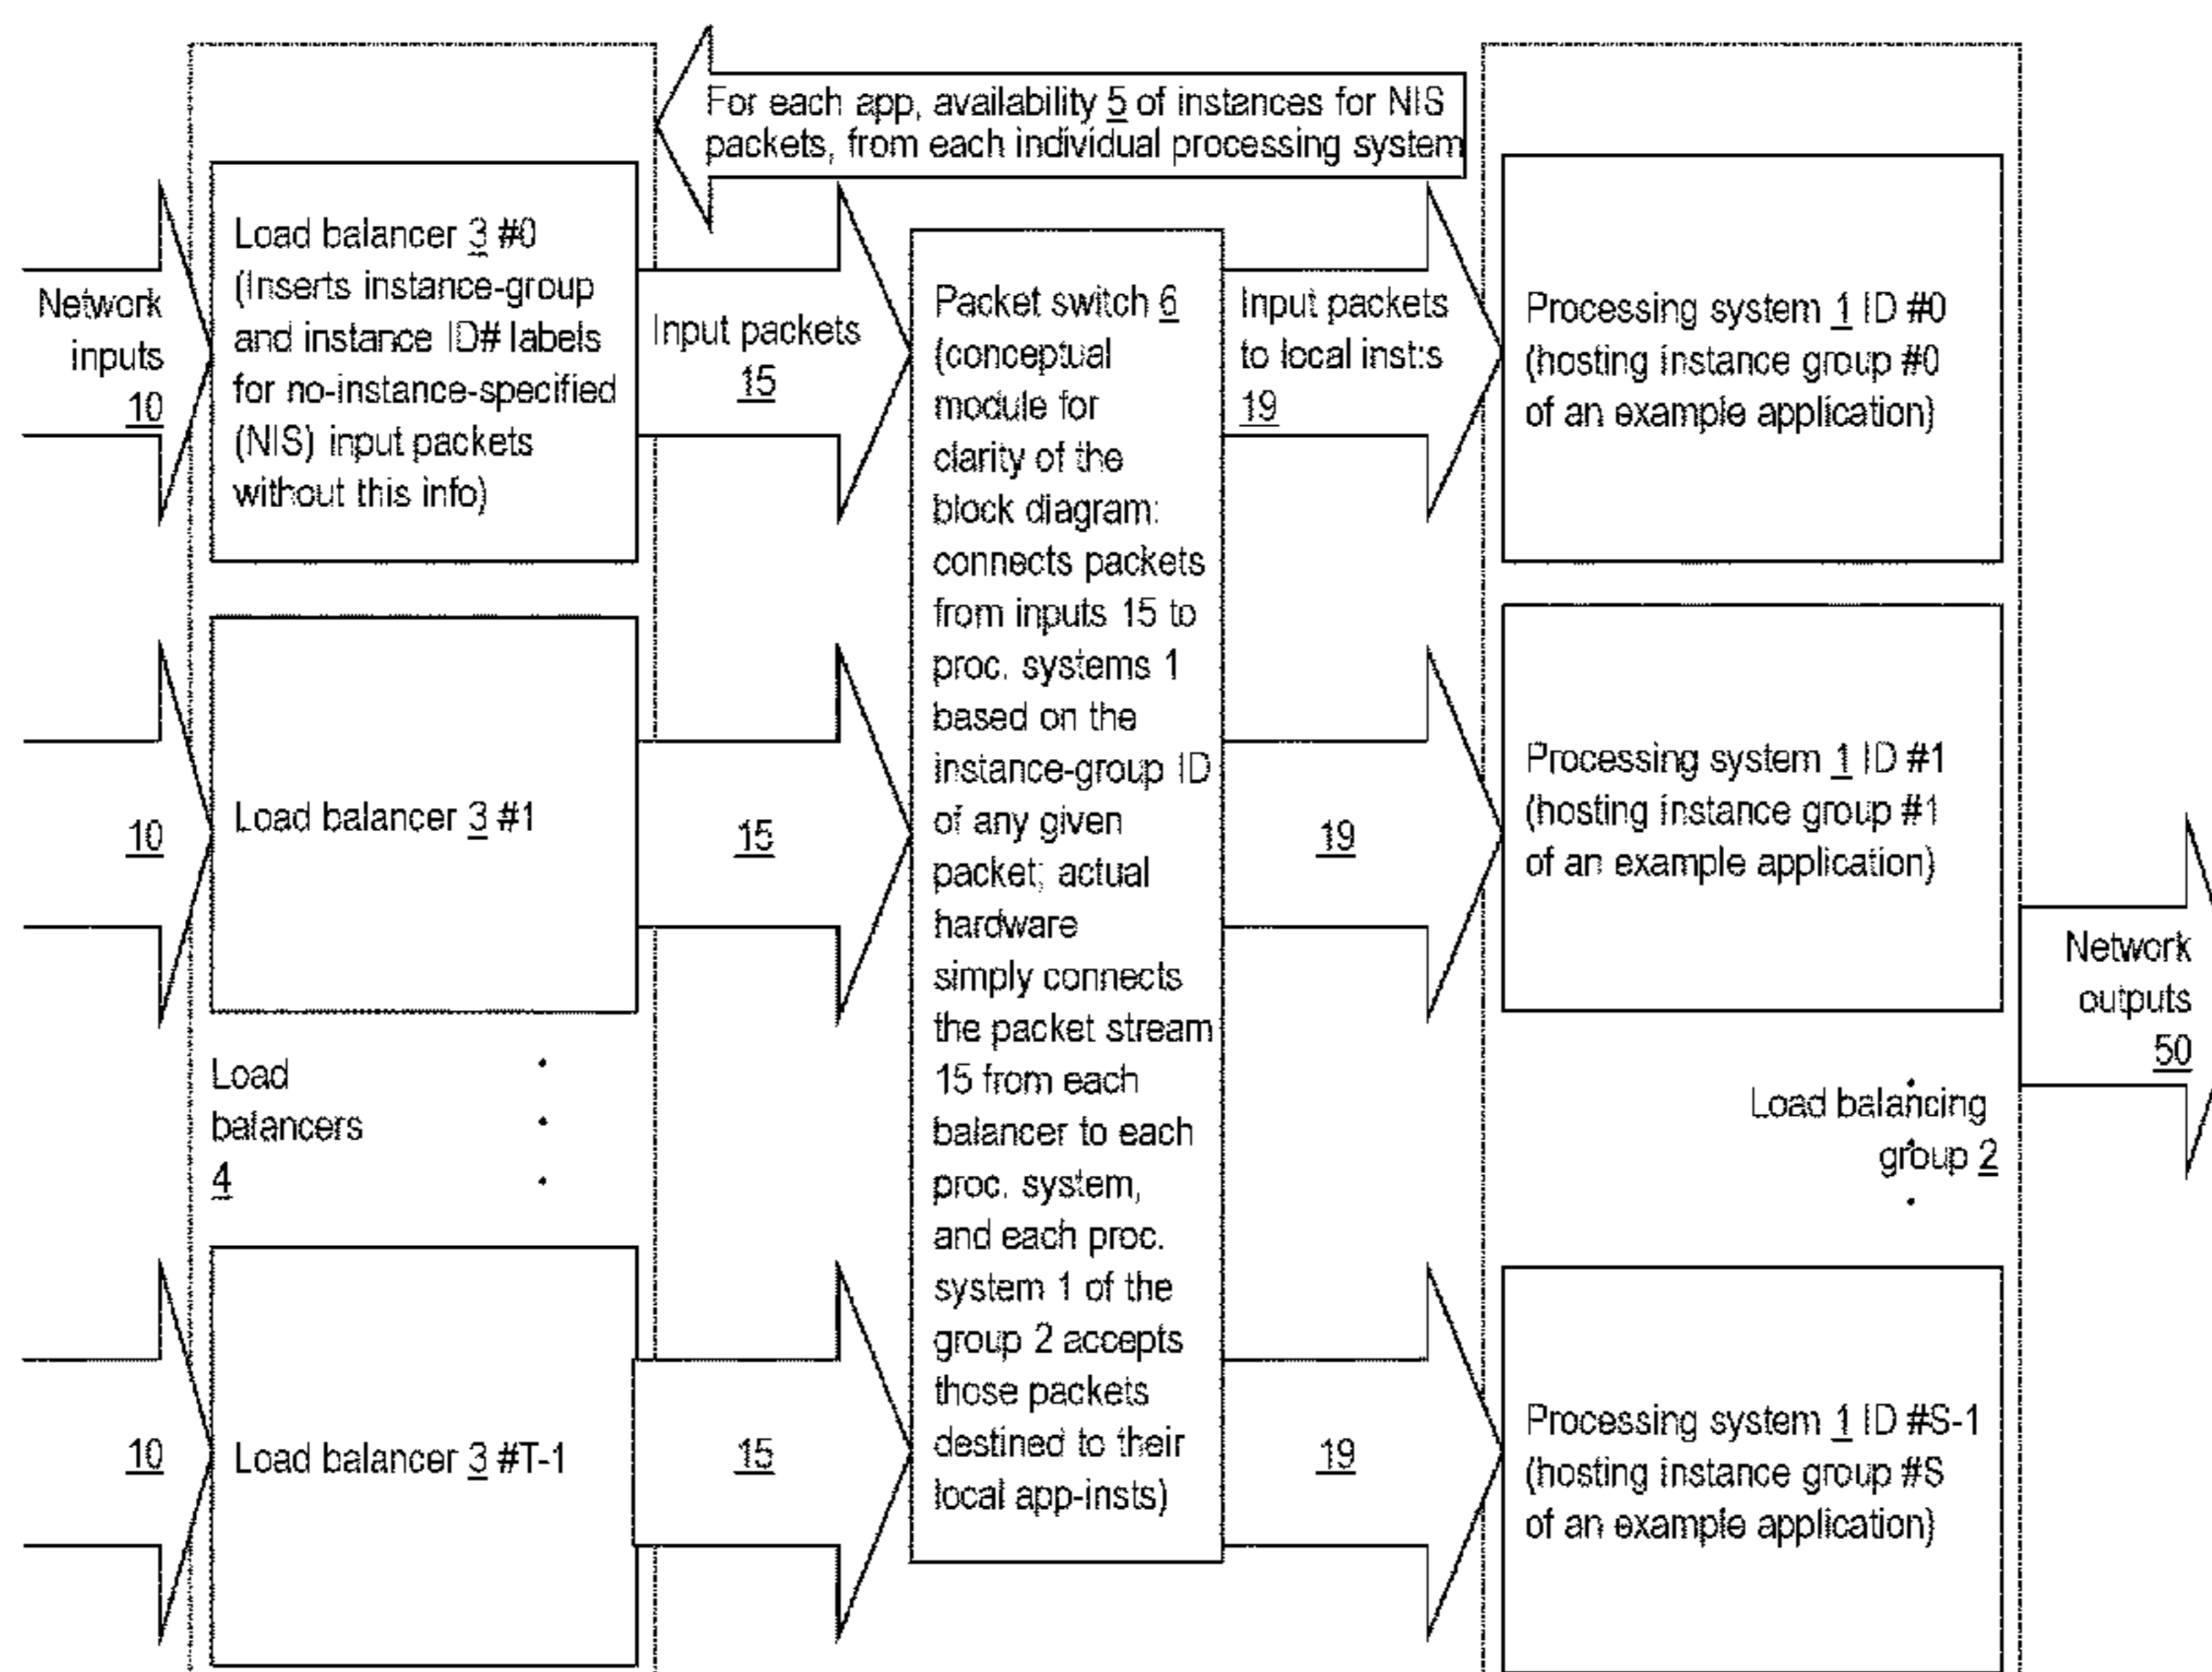 For each app, availability 5 of instances for NIS
packets, from each individual processing system
Network
inputs
10
Load balancer 3 #0
(Inserts instance-group
and instance ID# labels
for no-instance-specified
(NIS) input packets
without this info)
Input packets
15
Packet switch 6
(conceptual
module for
clarity of the
block diagram:
connects packets
from inputs 15 to
proc. systems 1
based on the
instance-group ID
of any given
packet; actual
hardware
simply connects
the packet stream
15 from each
balancer to each
proc. system,
and each proc.
system 1 of the
group 2 accepts
those packets
destined to their
local app-insts)
Input packets
to local inst:s
19
Processing system 1 ID #0
(hosting instance group #0
of an example application)
10
Load balancer 3 #1
15
19
Processing system 1 ID #1
(hosting instance group #1
of an example application)
Network
outputs
50
Load
balancers
4
Load balancing
group 2
10
Load balancer 3 #T-1
15
19
Processing system 1 ID #S-1
(hosting instance group #S
of an example application)